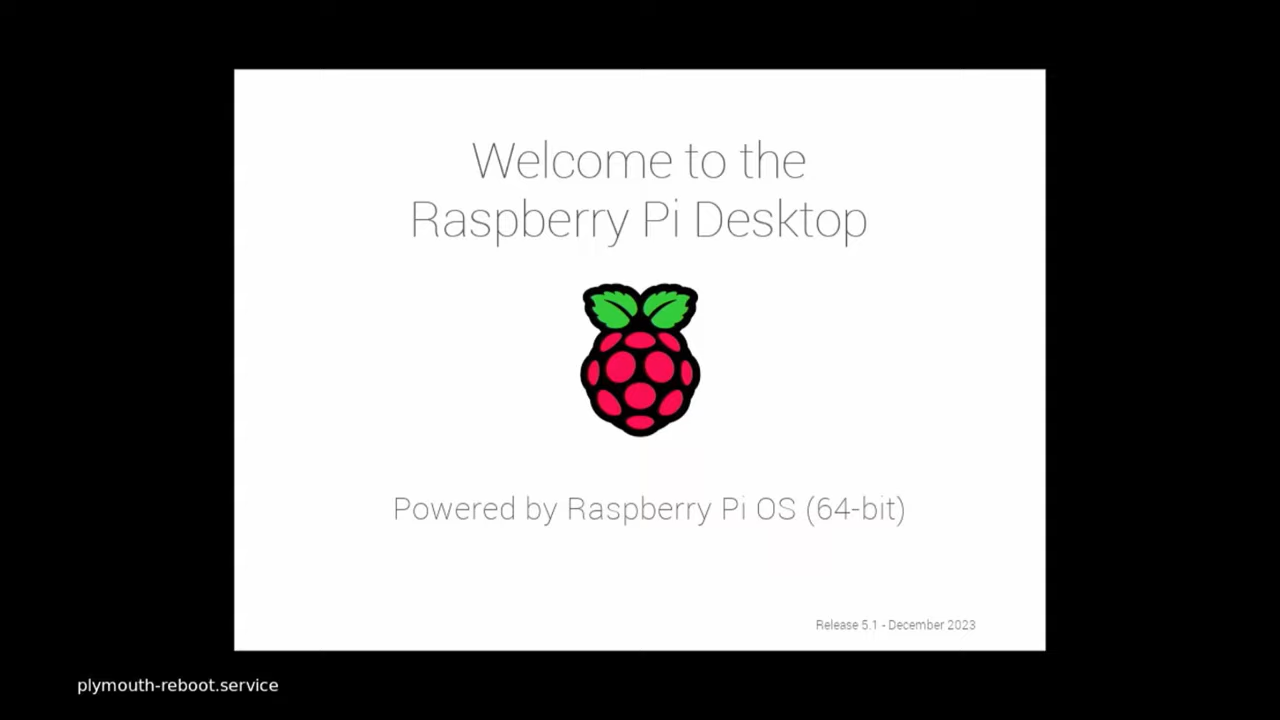 Welcome to the
Raspberry Pi Desktop
Powered by Raspberry Pi OS (64-bit)
Release 5.1 - December 2023
plymouth-reboot.service